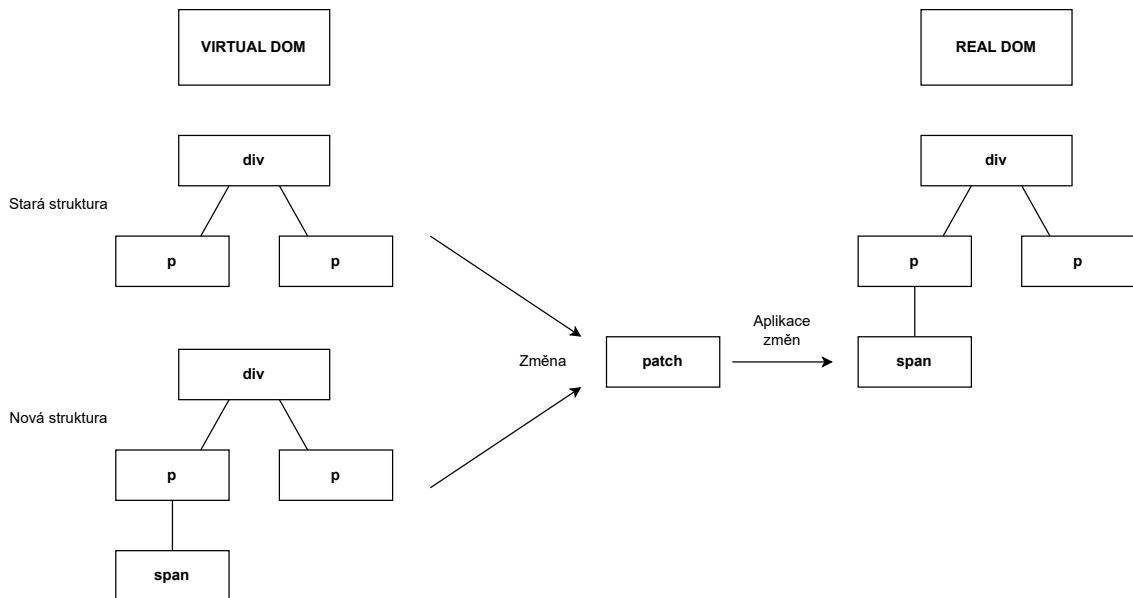 VIRTUAL DOM
REAL DOM
div
div
Stará struktura
p
p
p
p
Aplikace
změn
Změna
patch
span
div
Nová struktura
p
p
span